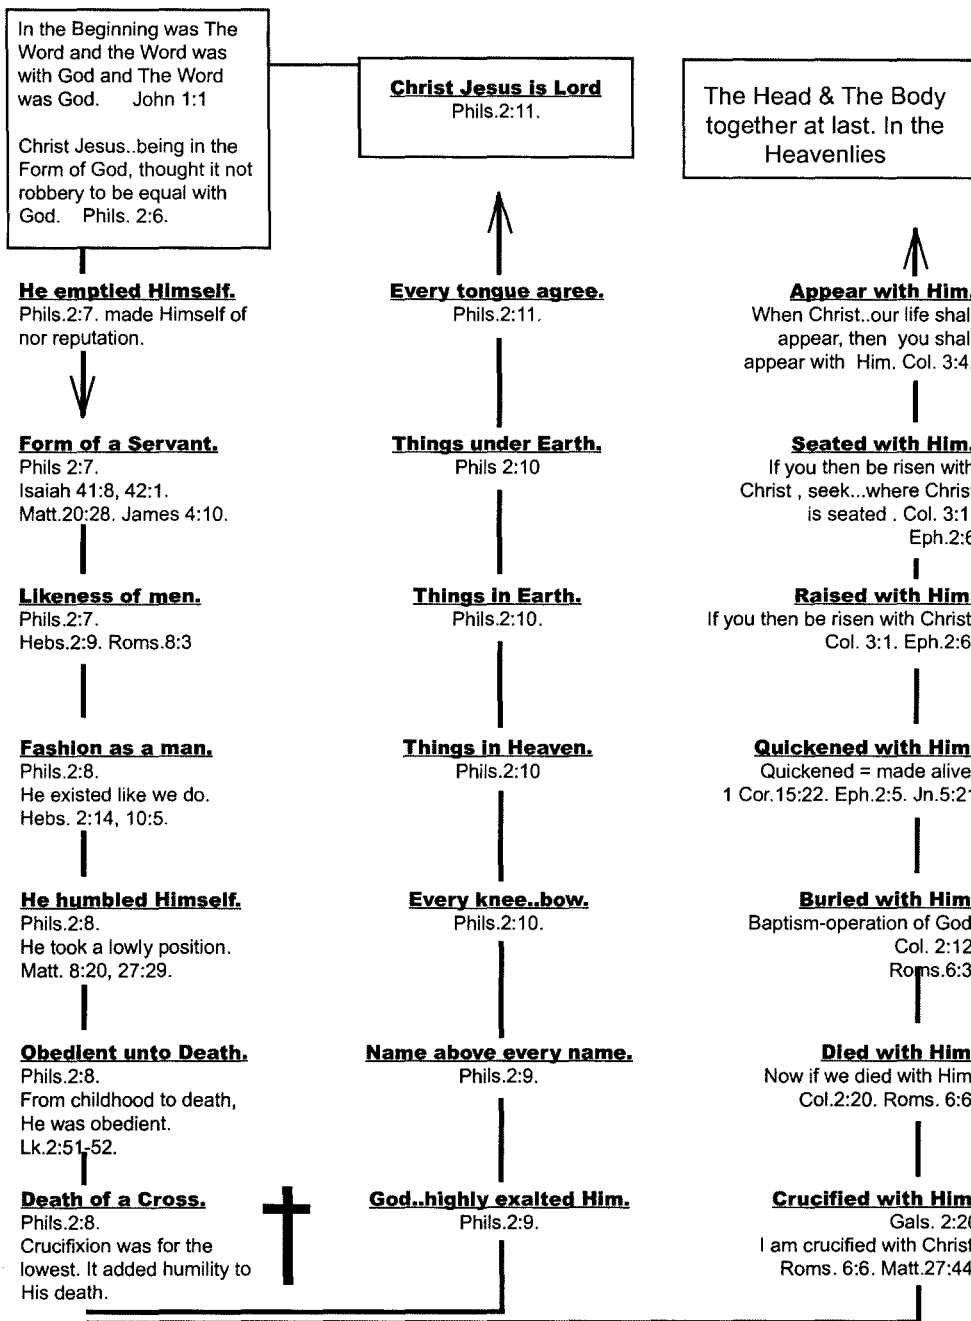 In the Beginning was The
Word and the Word was
with God and The Word
was God. John 1:1
Christ Jesus..being in the
Form of God, thought it not
robbery to be equal with
God. Phils. 2:6.
He emptied Himself.
Phils.2:7. made Himself of
nor reputation.
Form of a Servant.
Phils 2:7.
Isaiah 41:8, 42:1.
Matt.20:28. James 4:10.
Likeness of men.
Phils.2:7.
Hebs.2:9. Roms.8:3
Fashion as a man.
Phils.2:8.
He existed like we do.
Hebs. 2:14, 10:5.
He humbled Himself.
Phils.2:8.
He took a lowly position.
Matt. 8:20, 27:29.
Obedient unto Death.
Phils.2:8.
From childhood to death,
He was obedient.
Lk.2:51-52.
Death of a Cross.
Phils.2:8.
Crucifixion was for the
lowest. It added humility to
His death.
Christ Jesus is Lord
Phils.2:11.
Every tongue agree.
Phils.2:11.
Things under Earth.
Phils 2:10
Things in Earth.
Phils.2:10.
Things in Heaven.
Phils.2:10
Every knee..bow.
Phils.2:10.
Name above every name.
Phils.2:9.
God..highly exalted Him.
Phils.2:9.
The Head & The Body
together at last. In the
Heavenlies
Appear with Him.
When Christ..our life shal
appear, then you shal
appear with Him. Col. 3:4.
Seated with Him.
If you then be risen with
Christ , seek...where Christ
is seated . Col. 3:1
Eph.2:6
Raised with Him
If you then be risen with Christ
Col. 3:1. Eph.2:6
Quickened with Him
Quickened = made alive
1 Cor.15:22. Eph.2:5. Jn.5:21
Buried with Him
Baptism-operation of God
Col. 2:12
Roms.6:3
Died with Him
Now if we died with Him
Col.2:20. Roms. 6:6
Crucified with Him
Gals. 2:20
I am crucified with Christ
Roms. 6:6. Matt.27:44